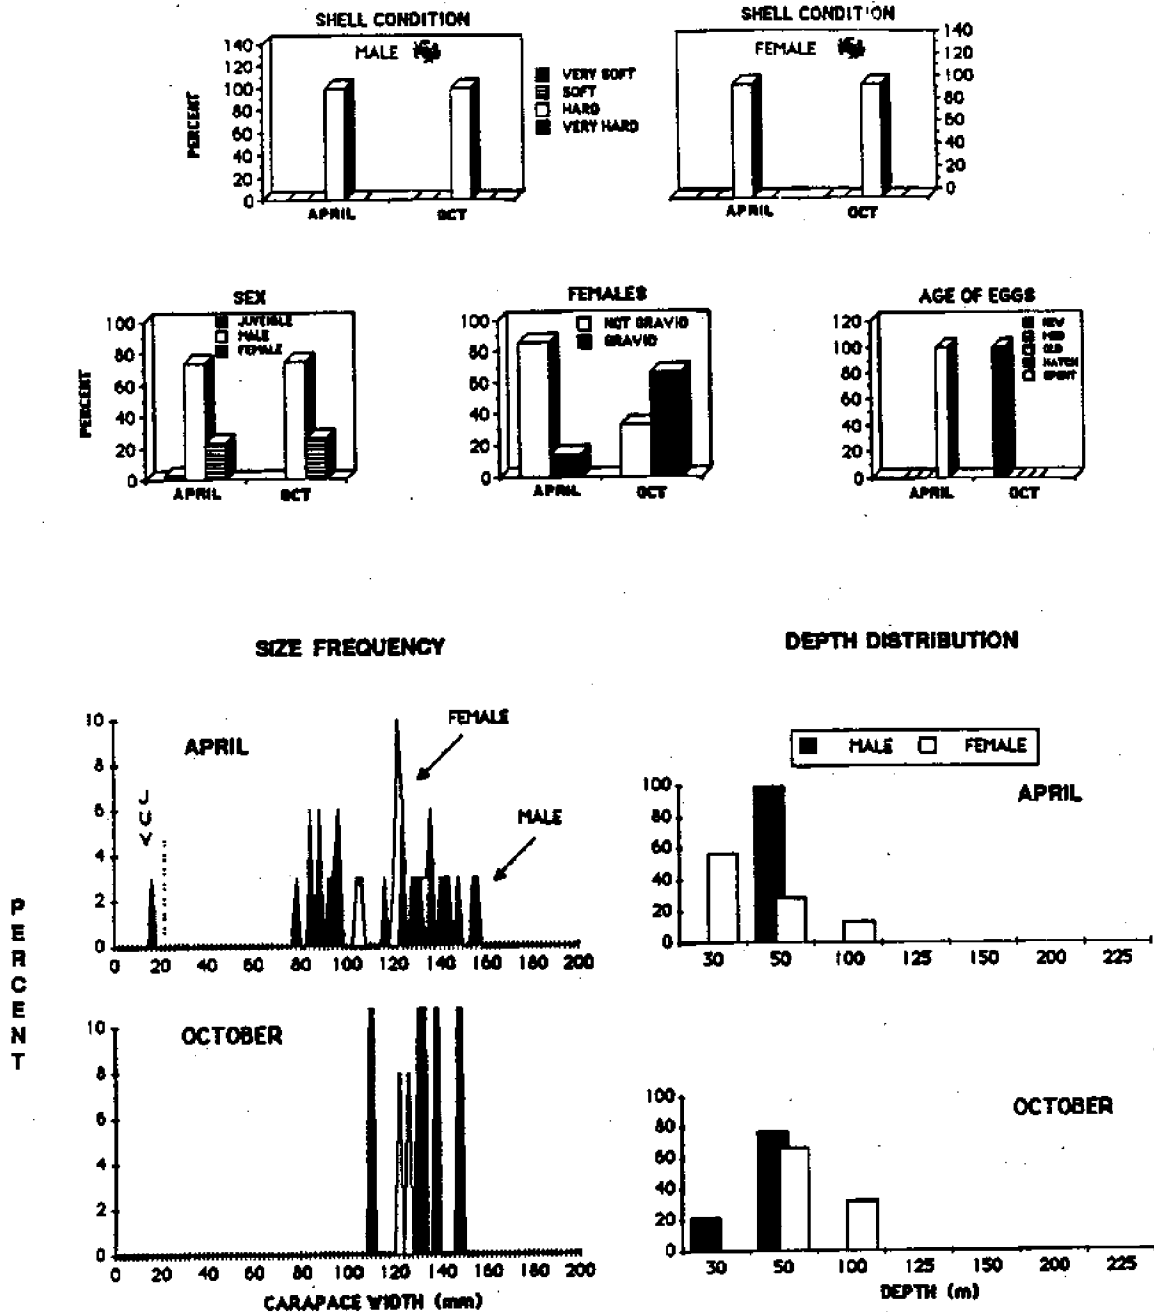 SHELL CONDITION
MALE
140
120
100
80
60
40
20
0
PERCENT
APRIL
OCT
VERY SOFT
SOFT
HARD
VERY HARD
SHELL CONDITION
FEMALE
140
120
100
80
60
40
20
0
APRIL
OCT
SEX
JUVENILE
MALE
FEMALE
100
80
60
40
20
0
PERCENT
APRIL
OCT
FEMALES
NOT GRAVID
GRAVID
100
80
60
40
20
0
APRIL
OCT
AGE OF EGGS
NEW
MED
OLD
HATCH
SPENT
120
100
80
60
40
20
0
APRIL
OCT
SIZE FREQUENCY
APRIL
FEMALE
MALE
JUV
10
8
6
4
2
0
0 20 40 60 80 100 120 140 160 180 200
PERCENT
OCTOBER
10
8
6
4
2
0
0 20 40 60 80 100 120 140 160 180 200
CARAPACE WIDTH (mm)
DEPTH DISTRIBUTION
MALE FEMALE
APRIL
100
80
60
40
20
0
30 50 100 125 150 200 225
OCTOBER
100
80
60
40
20
0
30 50 100 125 150 200 225
DEPTH (m)